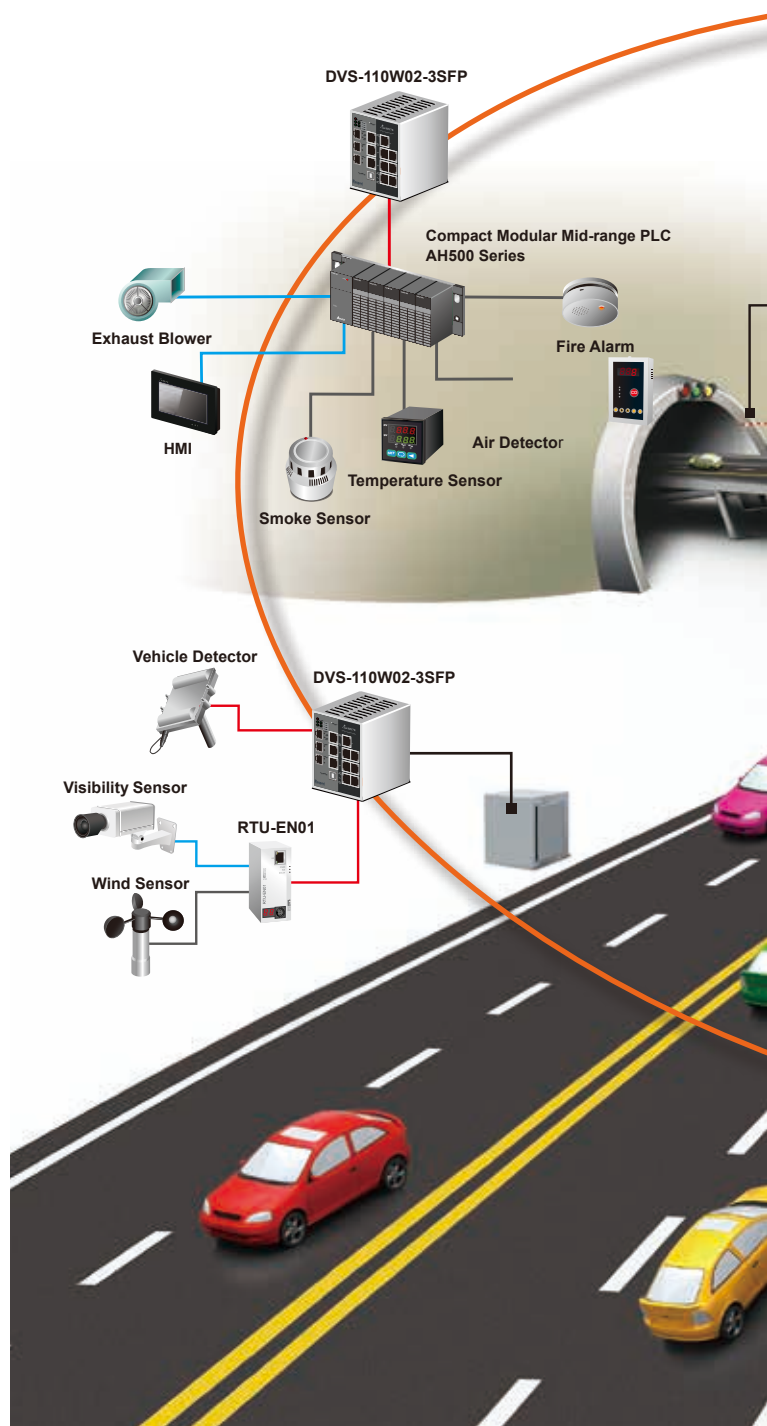 DVS-110W02-3SFP
Compact Modular Mid-range PLC
AH500 Series
Exhaust Blower
Fire Alarm
HMI
Air Detector
Temperature Sensor
Smoke Sensor
Vehicle Detector
DVS-110W02-3SFP
Visibility Sensor
RTU-EN01
Wind Sensor